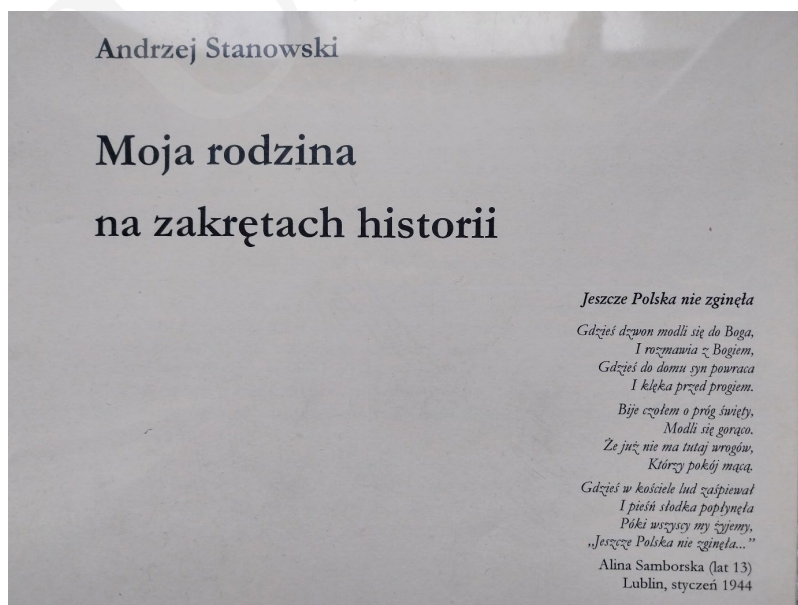 Andrzej Stanowski
Moja rodzina
na zakrętach historii
Jeszcze Polska nie zginęła
Gdzieś dzwon modli się do Boga,
I rozmawia z Bogiem,
Gdzieś do domu syn powraca
I klęka przed progiem.
Bije czołem o próg święty,
Modli się gorąco.
Że już nie ma tutaj wrogów,
Którzy pokój mącą.
Gdzieś w kościele lud zaśpiewał
I pieśń słodka popłynęła
Póki wszyscy my żyjemy,
„Jeszcze Polska nie zginęła...”
Alina Samborska (lat 13)
Lublin, styczeń 1944